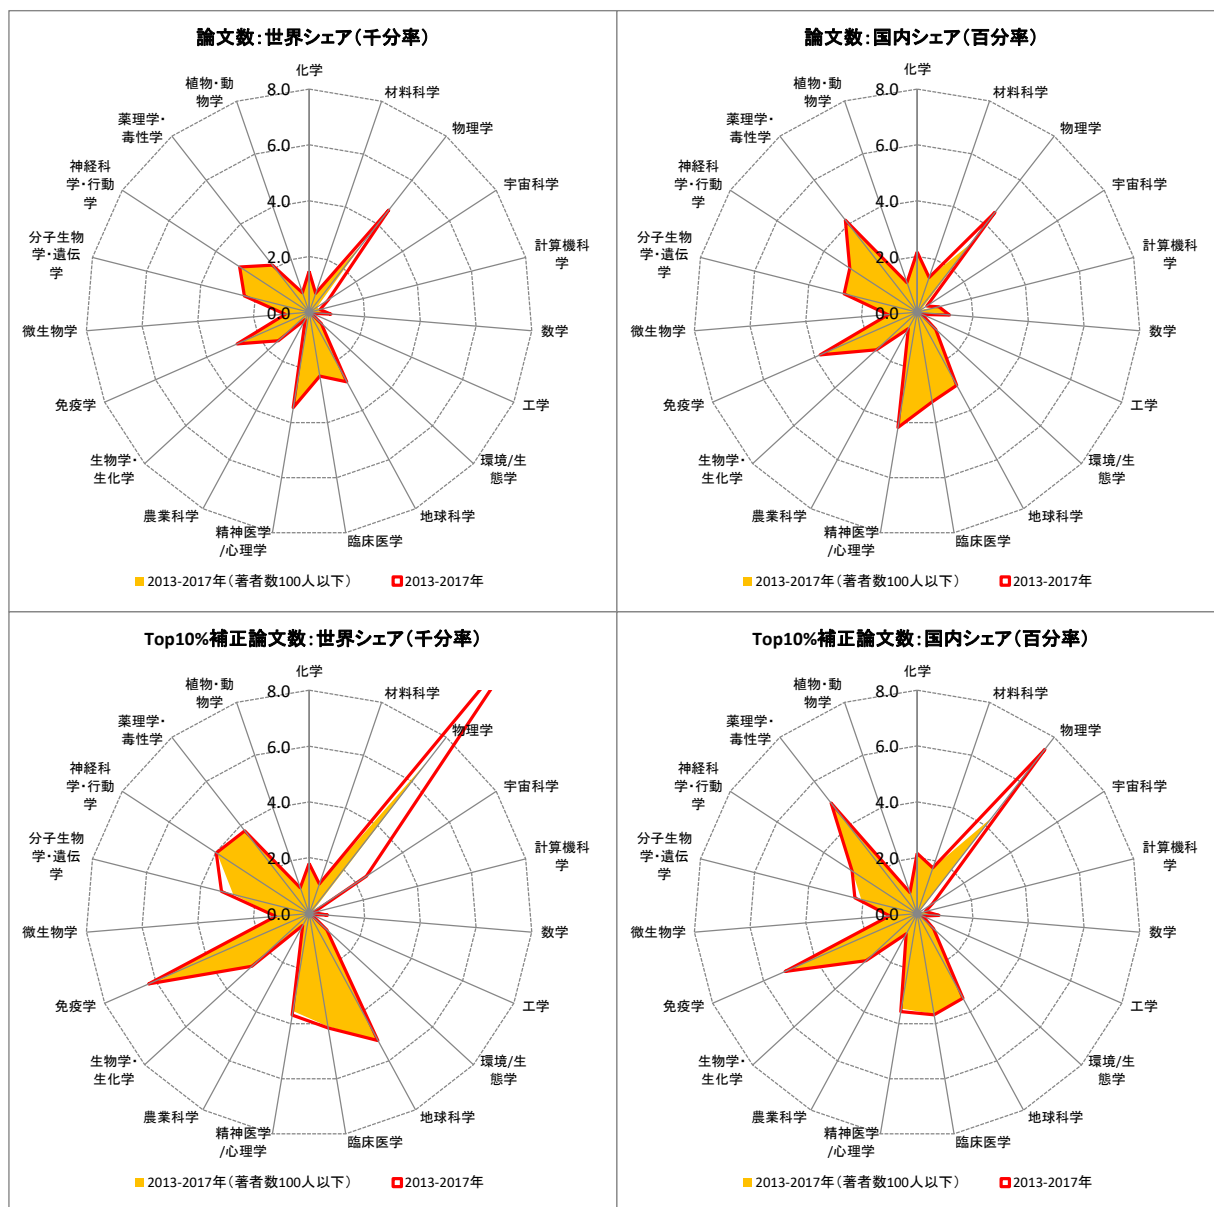 論文数：世界シェア（千分率）
化学
材料科学
物理学
宇宙科学
計算機科
学
数学
工学
環境/生
態学
地球科学
臨床医学
精神医学
/心理学
農業科学
生物学・
生化学
免疫学
微生物学
分子生物
学・遺伝
学
神経科
学・行動
学
薬理学・
毒性学
植物・動
物学
8.0
6.0
4.0
2.0
0.0
2013-2017年（著者数100人以下）
2013-2017年
論文数：国内シェア（百分率）
化学
材料科学
物理学
宇宙科学
計算機科
学
数学
工学
環境/生
態学
地球科学
臨床医学
精神医学
/心理学
農業科学
生物学・
生化学
免疫学
微生物学
分子生物
学・遺伝
学
神経科
学・行動
学
薬理学・
毒性学
植物・動
物学
8.0
6.0
4.0
2.0
0.0
2013-2017年（著者数100人以下）
2013-2017年
Top10%補正論文数：世界シェア（千分率）
化学
材料科学
物理学
宇宙科学
計算機科
学
数学
工学
環境/生
態学
地球科学
臨床医学
精神医学
/心理学
農業科学
生物学・
生化学
免疫学
微生物学
分子生物
学・遺伝
学
神経科
学・行動
学
薬理学・
毒性学
植物・動
物学
8.0
6.0
4.0
2.0
0.0
2013-2017年（著者数100人以下）
2013-2017年
Top10%補正論文数：国内シェア（百分率）
化学
材料科学
物理学
宇宙科学
計算機科
学
数学
工学
環境/生
態学
地球科学
臨床医学
精神医学
/心理学
農業科学
生物学・
生化学
免疫学
微生物学
分子生物
学・遺伝
学
神経科
学・行動
学
薬理学・
毒性学
植物・動
物学
8.0
6.0
4.0
2.0
0.0
2013-2017年（著者数100人以下）
2013-2017年